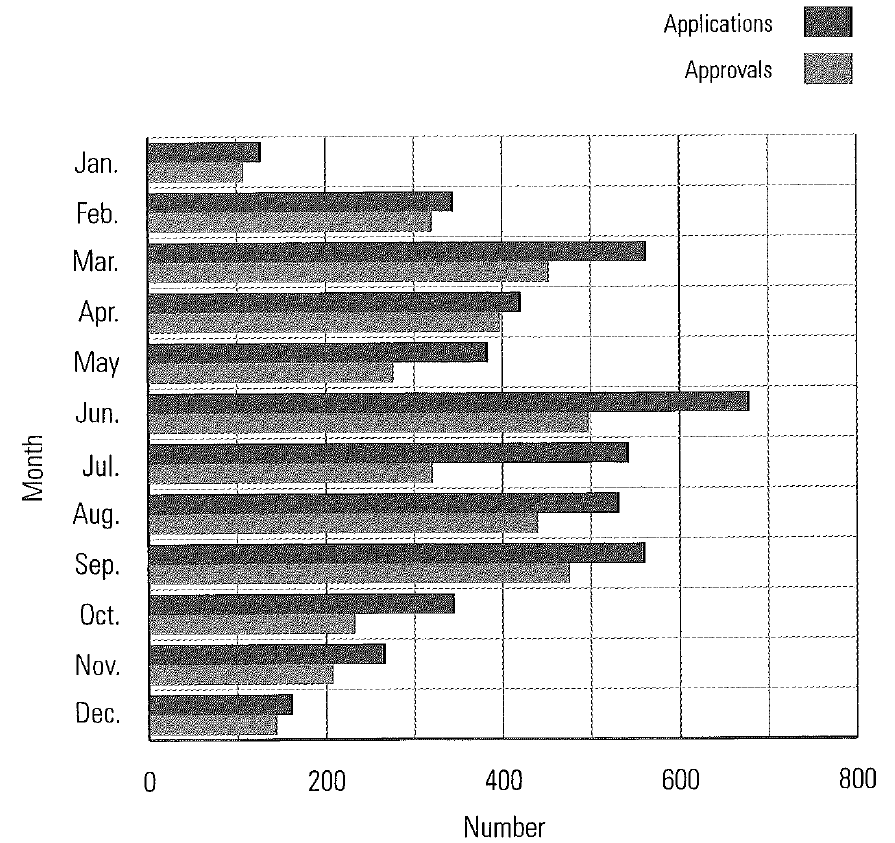 Applications
Approvals
Jan.
Feb.
Mar.
Apr.
May
Jun.
Jul.
Aug.
Sep.
Oct.
Nov.
Dec.
Month
0 200 400 600 800
Number